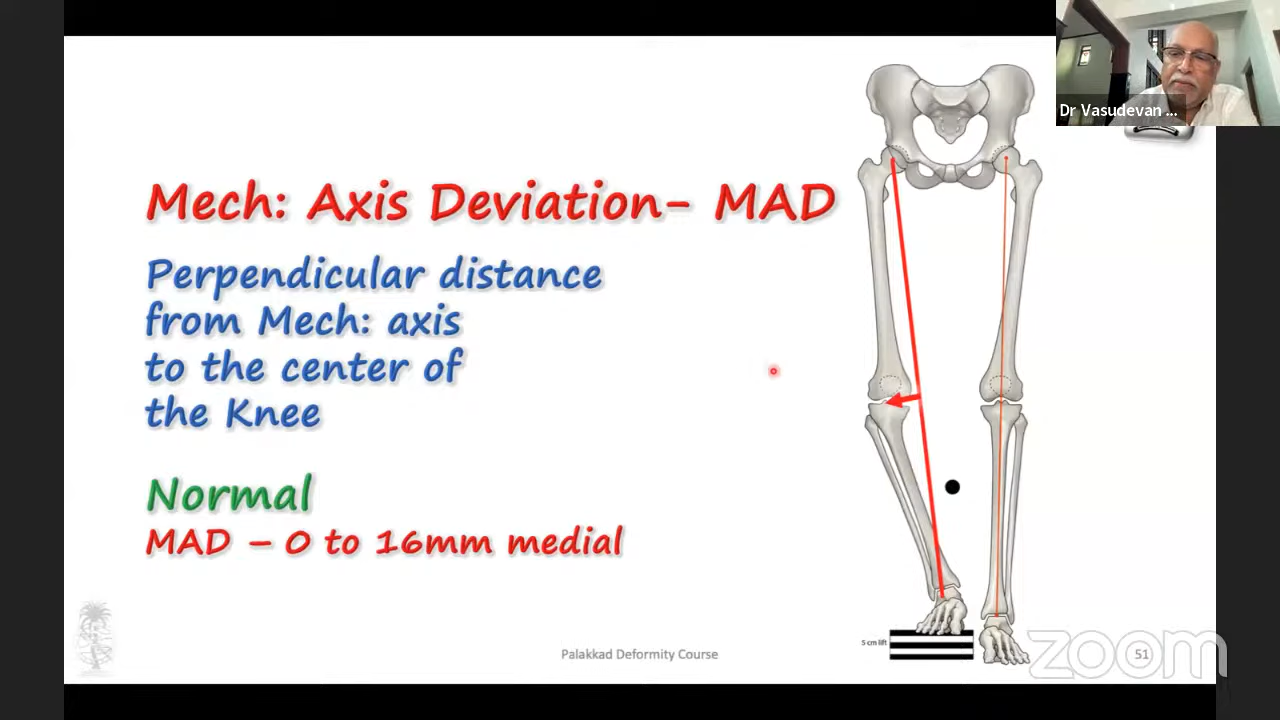 Dr Vasudevan ...
Mech: Axis Deviation- MAD
Perpendicular distance
from Mech: axis
to the center of
the Knee
Normal
MAD – 0 to 16mm medial
5 cm lift
Palakkad Deformity Course
51
zoom